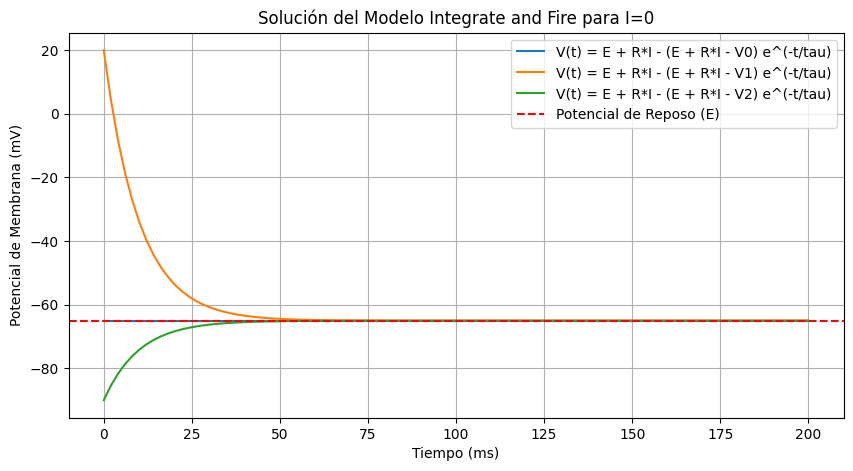 Solución del Modelo Integrate and Fire para I=0
V(t) = E + R*I - (E + R*I - V0) e^(-t/tau)
V(t) = E + R*I - (E + R*I - V1) e^(-t/tau)
V(t) = E + R*I - (E + R*I - V2) e^(-t/tau)
Potencial de Reposo (E)
Potencial de Membrana (mV)
20
0
−20
−40
−60
−80
0 25 50 75 100 125 150 175 200
Tiempo (ms)